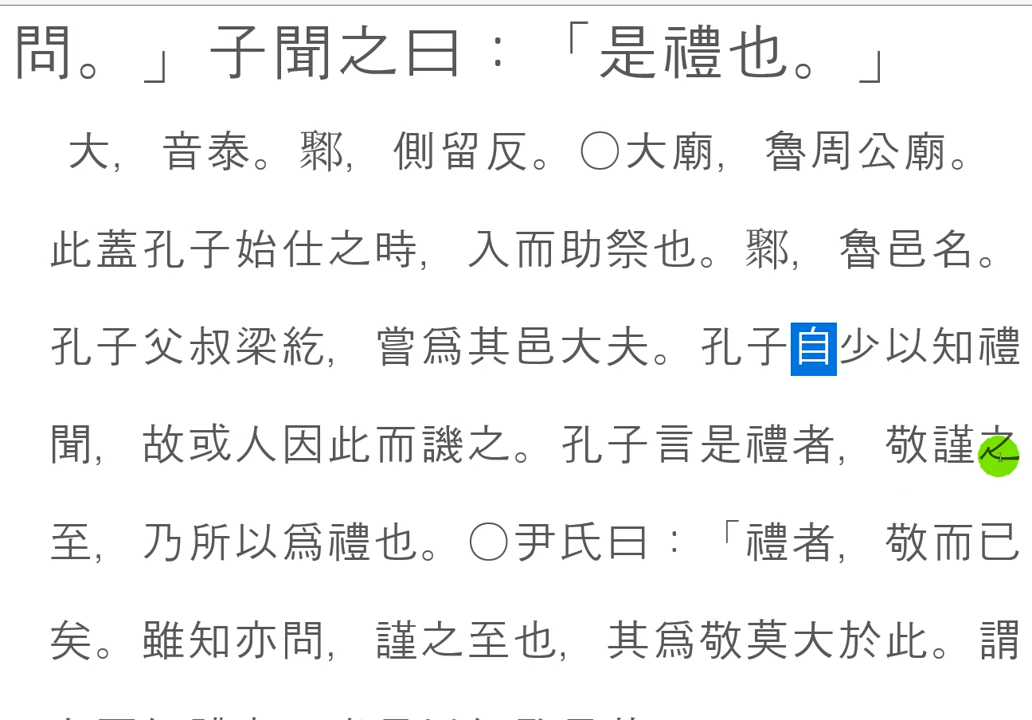 問。」子聞之曰：「是禮也。」
大，音泰。鄹，側留反。○大廟，魯周公廟。
此蓋孔子始仕之時，入而助祭也。鄹，魯邑名。
孔子父叔梁紇，嘗爲其邑大夫。孔子自少以知禮
聞，故或人因此而譏之。孔子言是禮者，敬謹之
至，乃所以爲禮也。○尹氏曰：「禮者，敬而已
矣。雖知亦問，謹之至也，其爲敬莫大於此。謂